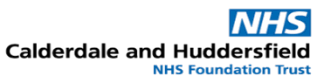 NHS
Calderdale and Huddersfield
NHS Foundation Trust